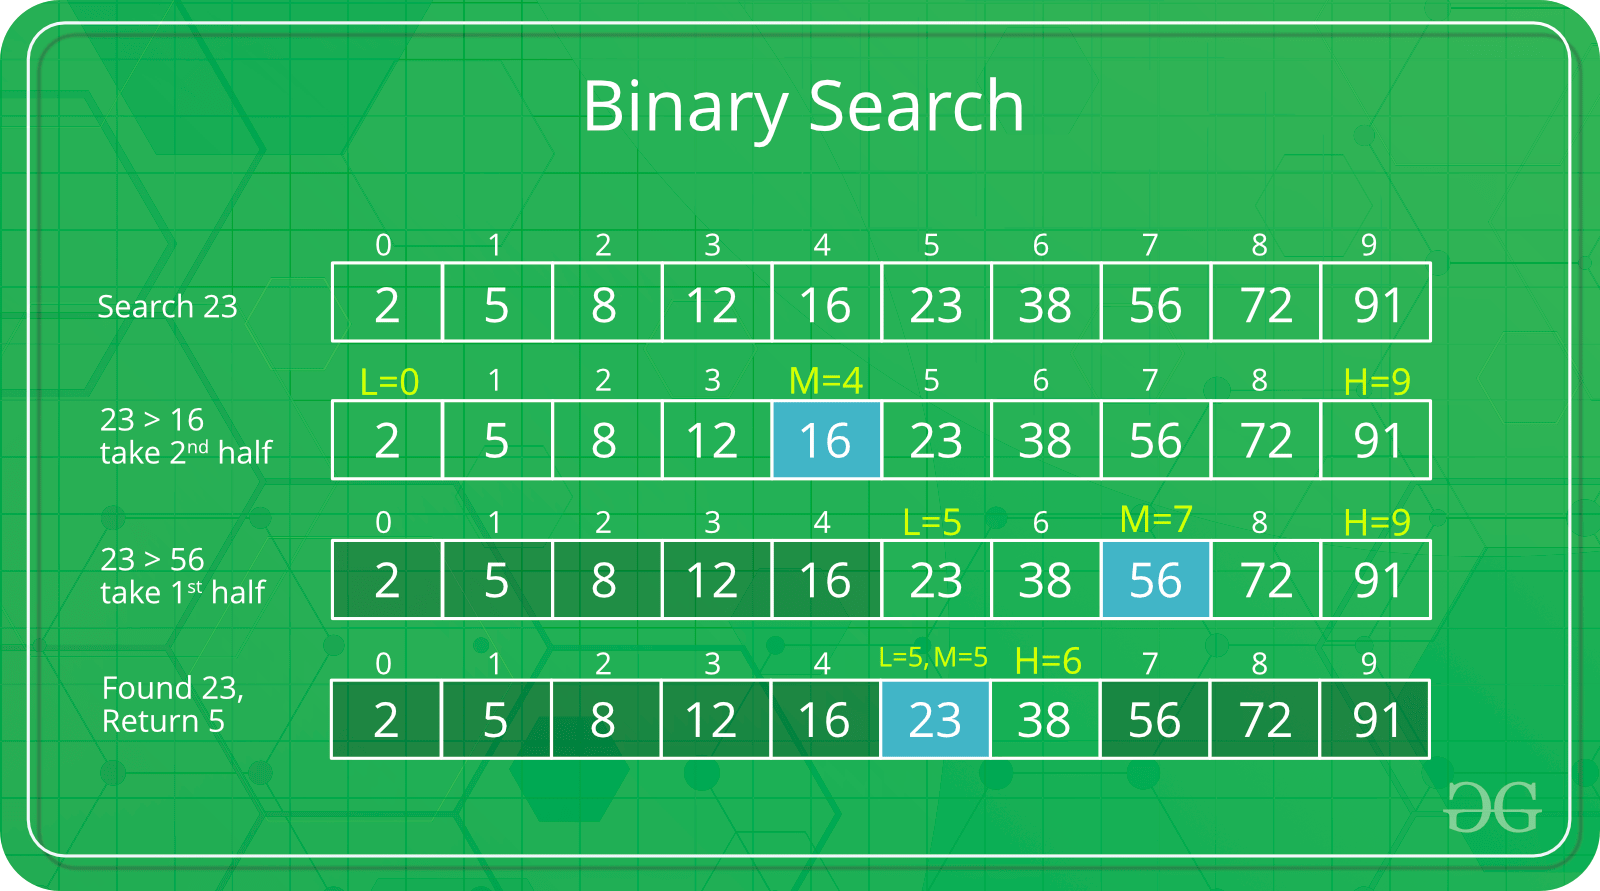 Binary Search
0 1 2 3 4 5 6 7 8 9
Search 23 2 5 8 12 16 23 38 56 72 91
L=0 1 2 3 M=4 5 6 7 8 H=9
23 > 16
take 2nd half
2 5 8 12 16 23 38 56 72 91
0 1 2 3 4 L=5 6 M=7 8 H=9
23 > 56
take 1st half
2 5 8 12 16 23 38 56 72 91
0 1 2 3 4 L=5, M=5 H=6 7 8 9
Found 23,
Return 5
2 5 8 12 16 23 38 56 72 91
GG